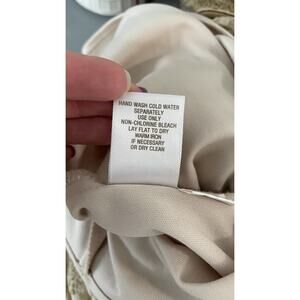 HAND WASH COLD WATER
SEPARATELY
USE ONLY
NON-CHLORINE BLEACH
LAY FLAT TO DRY
WARM IRON
IF NECESSARY
OR DRY CLEAN